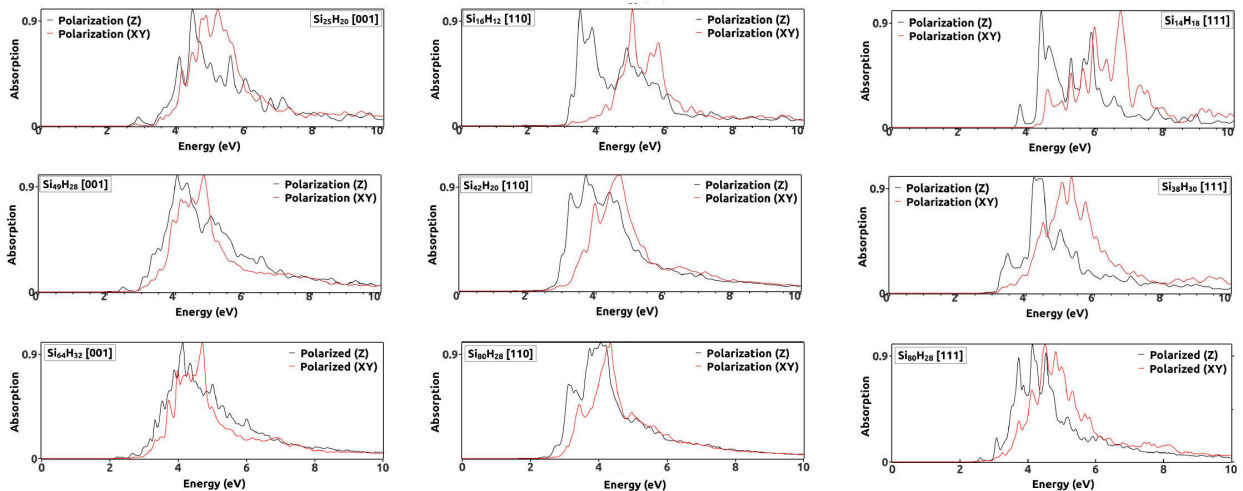 Si25H20 [001]
Polarization (Z)
Polarization (XY)
Absorption
0.9
0
0 2 4 6 8 10
Energy (eV)
Si16H12 [110]
Polarization (Z)
Polarization (XY)
Absorption
0.9
0
0 2 4 6 8 10
Energy (eV)
Si14H18 [111]
Polarization (Z)
Polarization (XY)
Absorption
0.9
0
0 2 4 6 8 10
Energy (eV)
Si49H28 [001]
Polarization (Z)
Polarization (XY)
Absorption
0.9
0
0 2 4 6 8 10
Energy (eV)
Si42H20 [110]
Polarization (Z)
Polarization (XY)
Absorption
0.9
0
0 2 4 6 8 10
Energy (eV)
Si38H30 [111]
Polarization (Z)
Polarization (XY)
Absorption
0.9
0
0 2 4 6 8 10
Energy (eV)
Si64H32 [001]
Polarized (Z)
Polarized (XY)
Absorption
0.9
0
0 2 4 6 8 10
Energy (eV)
Si80H28 [110]
Polarization (Z)
Polarization (XY)
Absorption
0.9
0
0 2 4 6 8 10
Energy (eV)
Si80H28 [111]
Polarized (Z)
Polarized (XY)
Absorption
0.9
0
0 2 4 6 8 10
Energy (eV)